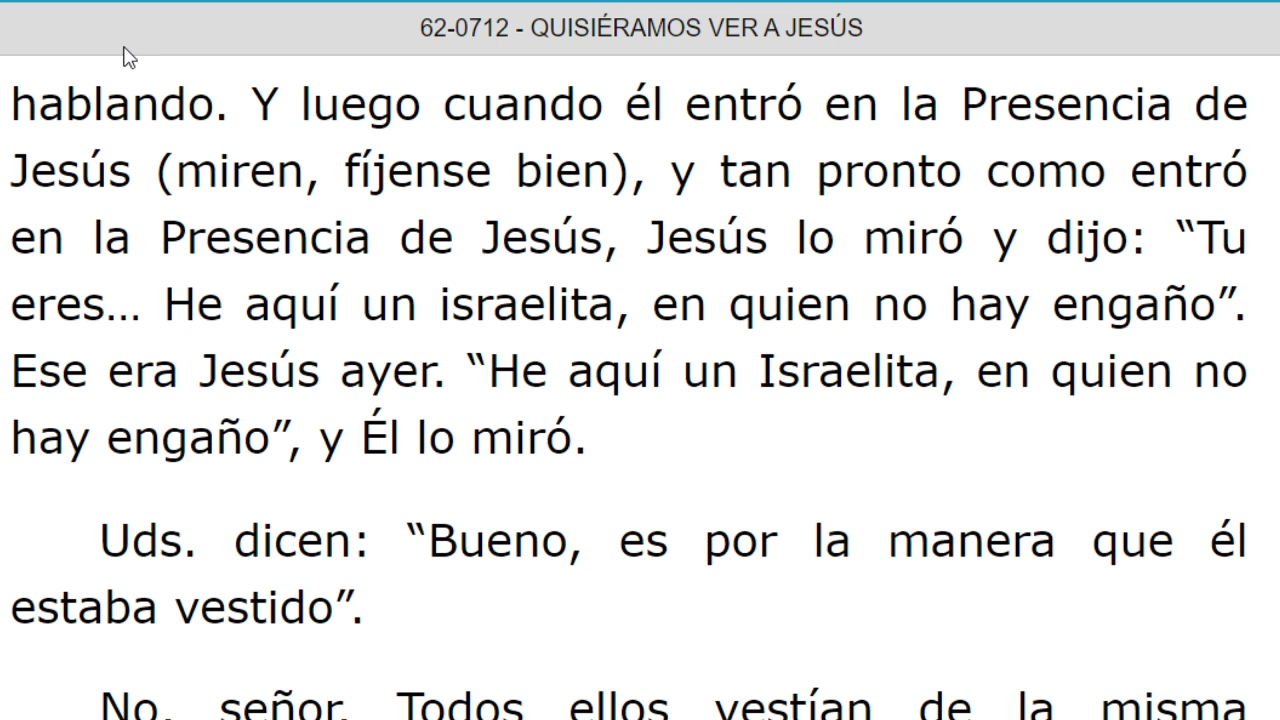 62-0712 - QUISIÉRAMOS VER A JESÚS
hablando. Y luego cuando él entró en la Presencia de
Jesús (miren, fíjense bien), y tan pronto como entró
en la Presencia de Jesús, Jesús lo miró y dijo: “Tu
eres… He aquí un israelita, en quien no hay engaño”.
Ese era Jesús ayer. “He aquí un Israelita, en quien no
hay engaño”, y Él lo miró.
Uds. dicen: “Bueno, es por la manera que él
estaba vestido”.
No, señor. Todos ellos vestían de la misma